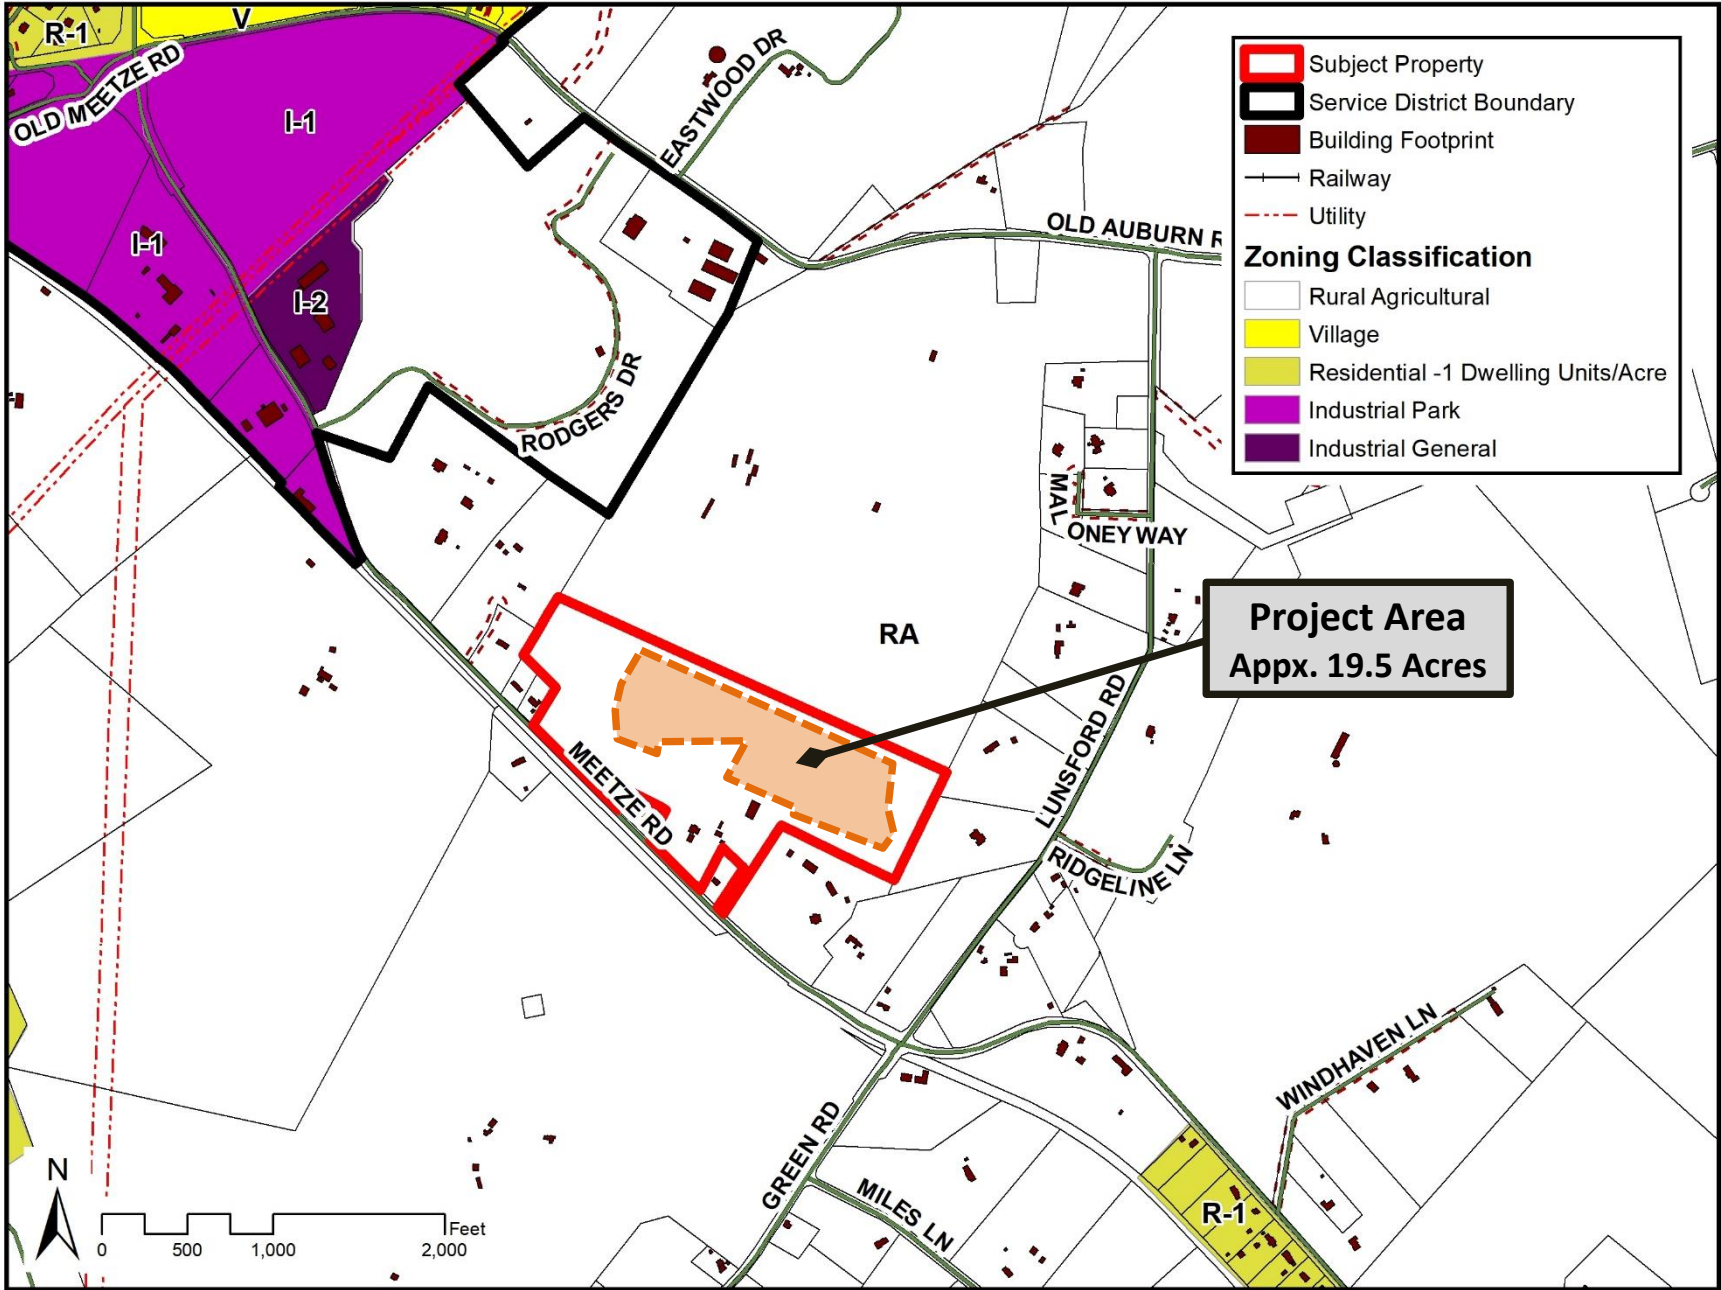 R-1
V
OLD MEETZE RD
I-1
I-1
I-2
EASTWOOD DR
OLD AUBURN R
RODGERS DR
MAL
ONEY WAY
RA
LUNSFORD RD
MEETZE RD
RIDGELINE LN
WINDHAVEN LN
GREEN RD
MILES LN
R-1
Subject Property
Service District Boundary
Building Footprint
Railway
Utility
Zoning Classification
Rural Agricultural
Village
Residential -1 Dwelling Units/Acre
Industrial Park
Industrial General
Project Area
Appx. 19.5 Acres
N
Feet
0 500 1,000 2,000